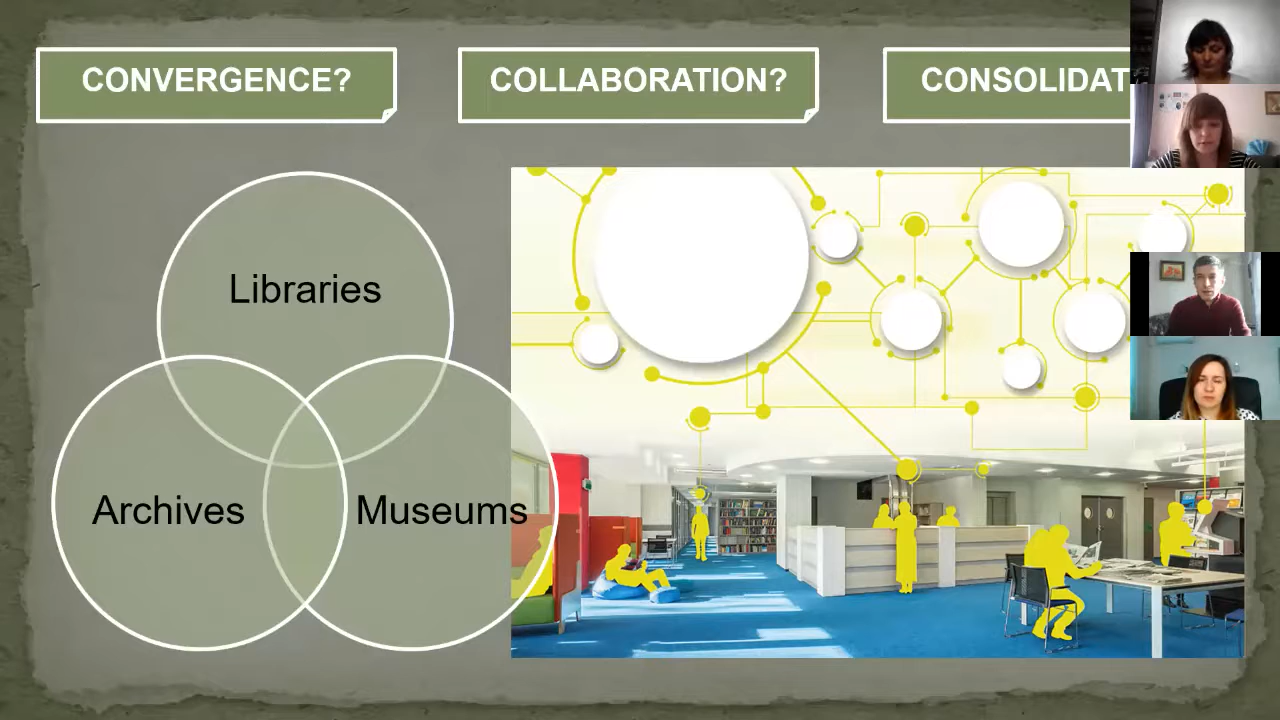 CONVERGENCE?
COLLABORATION?
CONSOLIDAT
Libraries
Archives
Museums